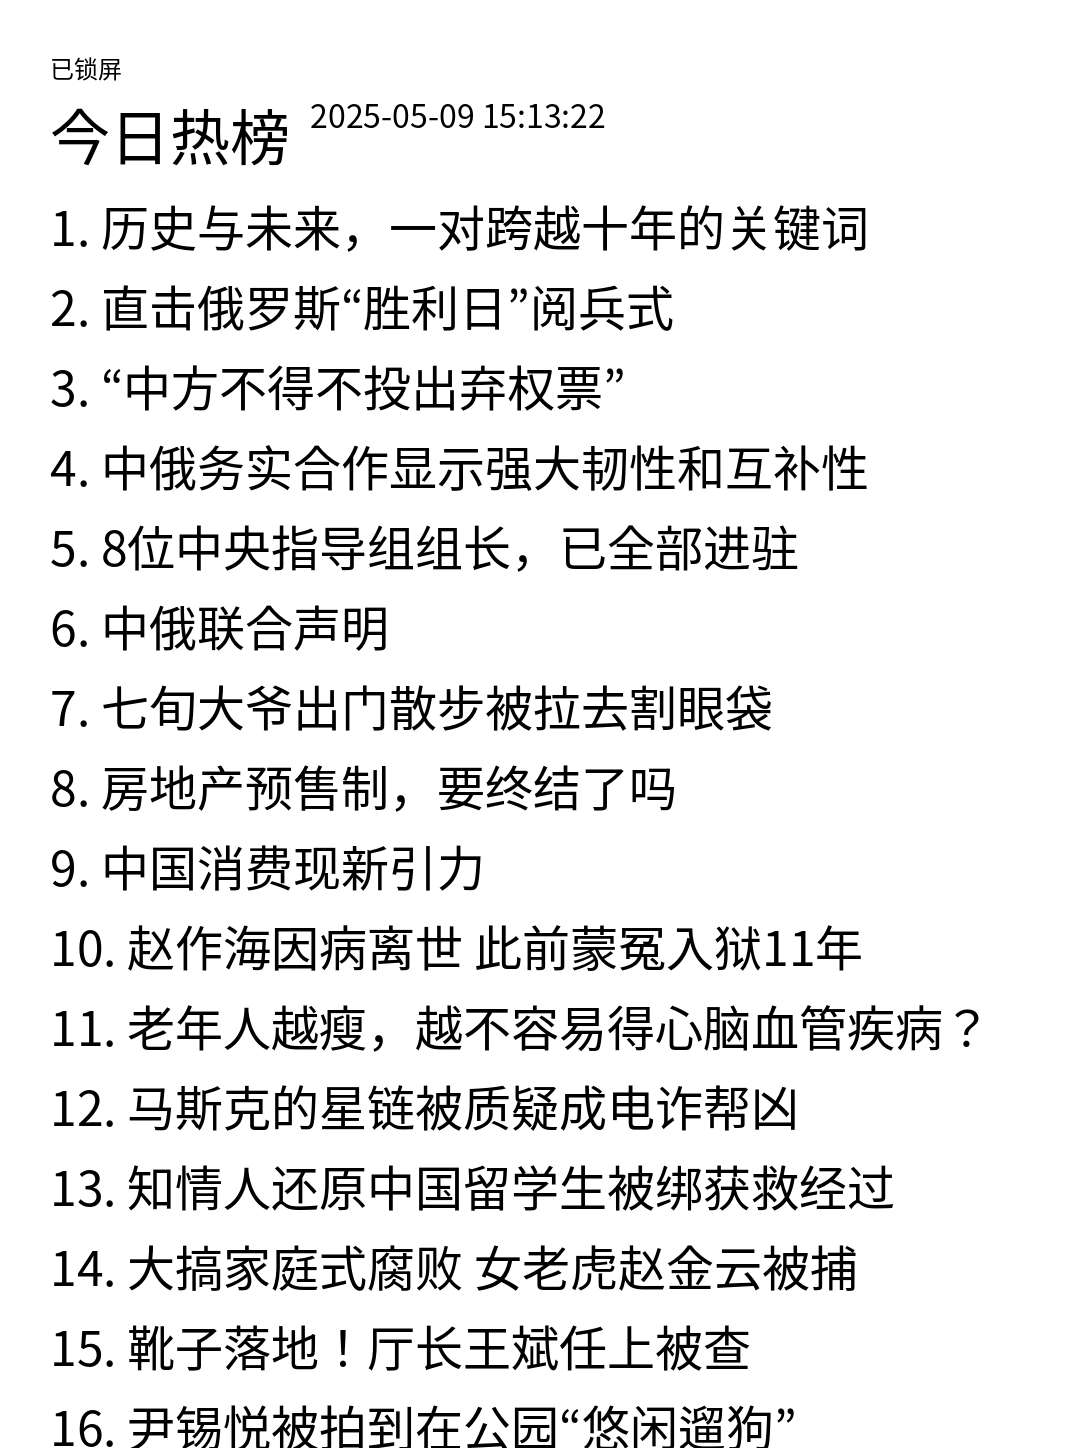 已锁屏
今日热榜 2025-05-09 15:13:22
1. 历史与未来，一对跨越十年的关键词
2. 直击俄罗斯“胜利日”阅兵式
3. “中方不得不投出弃权票”
4. 中俄务实合作显示强大韧性和互补性
5. 8位中央指导组组长，已全部进驻
6. 中俄联合声明
7. 七旬大爷出门散步被拉去割眼袋
8. 房地产预售制，要终结了吗
9. 中国消费现新引力
10. 赵作海因病离世 此前蒙冤入狱11年
11. 老年人越瘦，越不容易得心脑血管疾病？
12. 马斯克的星链被质疑成电诈帮凶
13. 知情人还原中国留学生被绑获救经过
14. 大搞家庭式腐败 女老虎赵金云被捕
15. 靴子落地！厅长王斌任上被查
16. 尹锡悦被拍到在公园“悠闲遛狗”